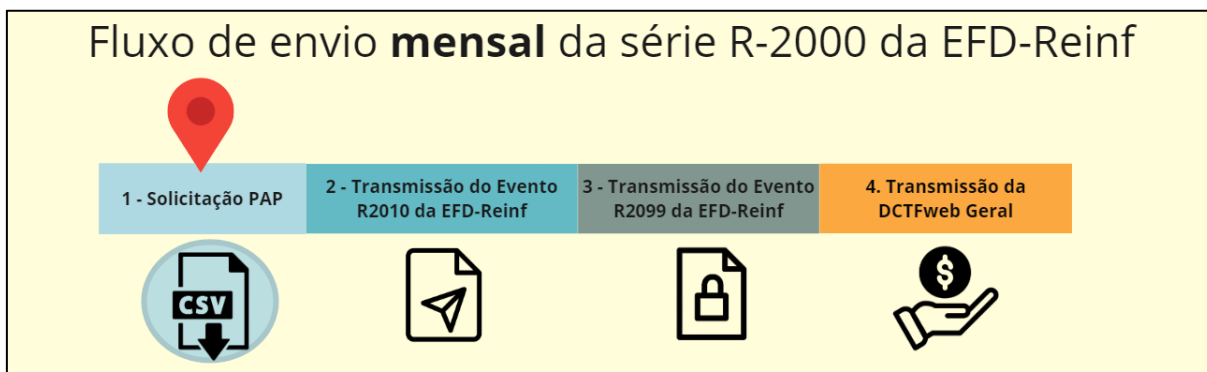 Fluxo de envio mensal da série R-2000 da EFD-Reinf
1 - Solicitação PAP
2 - Transmissão do Evento
R2010 da EFD-Reinf
3 - Transmissão do Evento
R2099 da EFD-Reinf
4. Transmissão da
DCTFweb Geral
CSV
$